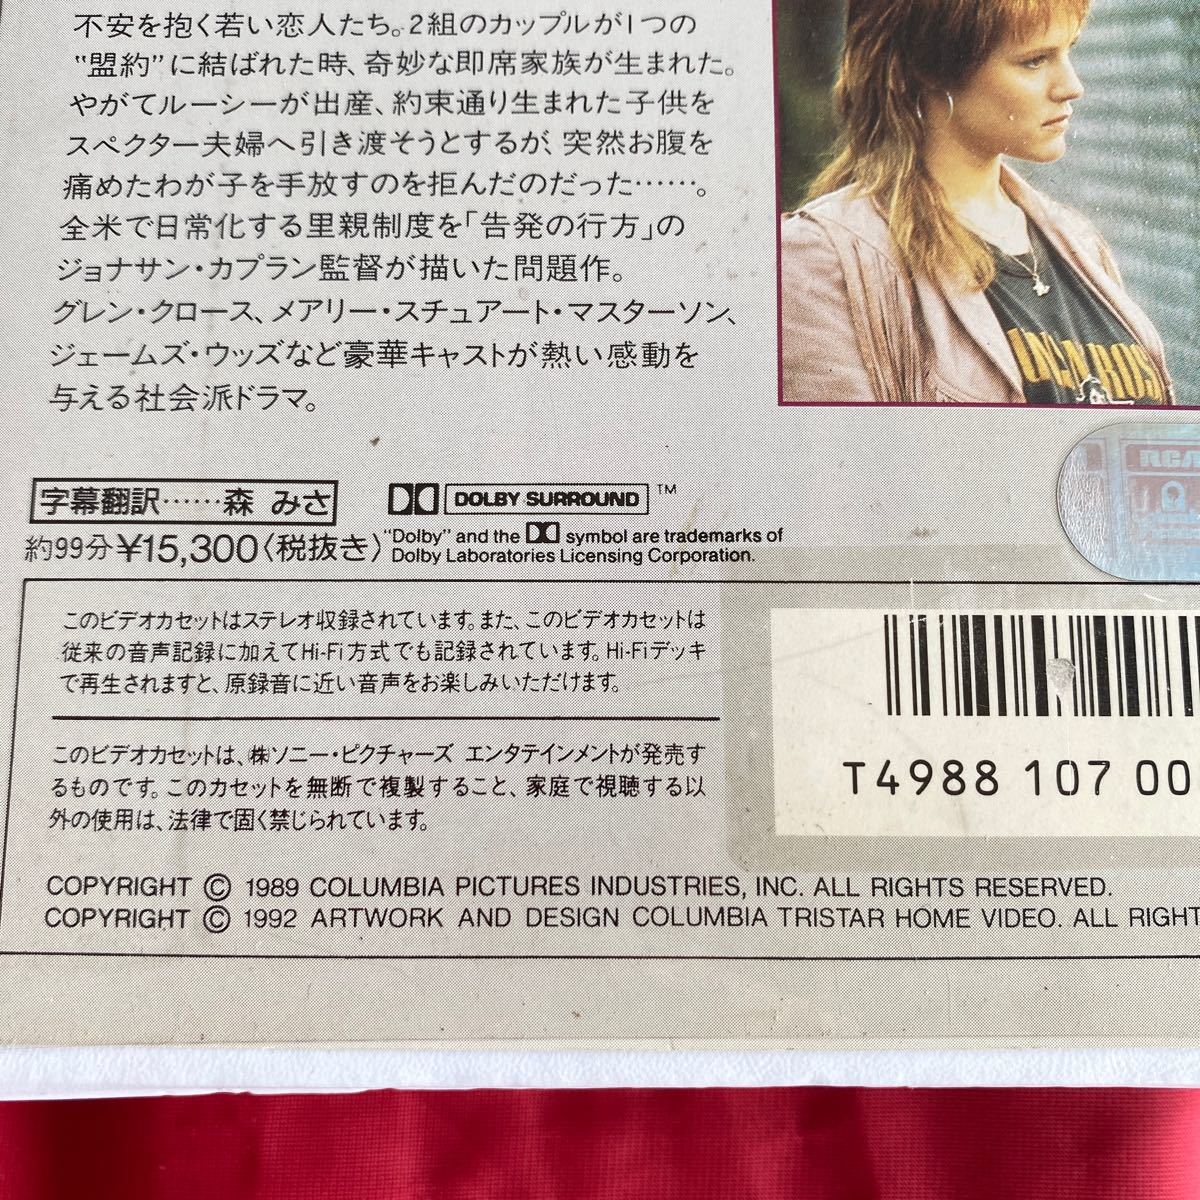 不安を抱く若い恋人たち。2組のカップルが1つの
"盟約"に結ばれた時、奇妙な即席家族が生まれた。
やがてルーシーが出産、約束通り生まれた子供を
スペクター夫婦へ引き渡そうとするが、突然お腹を
痛めたわが子を手放すのを拒んだのだった……。
全米で日常化する里親制度を「告発の行方」の
ジョナサン・カプラン監督が描いた問題作。
グレン・クロース、メアリー・スチュアート・マスターソン、
ジェームズ・ウッズなど豪華キャストが熱い感動を
与える社会派ドラマ。
RCA
字幕翻訳……森 みさ
DOLBY SURROUND ™
約99分 ¥15,300〈税抜き〉
"Dolby" and the symbol are trademarks of
Dolby Laboratories Licensing Corporation.
このビデオカセットはステレオ収録されています。また、このビデオカセットは
従来の音声記録に加えてHi-Fi方式でも記録されています。Hi-Fiデッキ
で再生されますと、原録音に近い音声をお楽しみいただけます。
このビデオカセットは、㈱ソニー・ピクチャーズ エンタテインメントが発売す
るものです。このカセットを無断で複製すること、家庭で視聴する以
外の使用は、法律で固く禁じられています。
T4988 107 00
COPYRIGHT © 1989 COLUMBIA PICTURES INDUSTRIES, INC. ALL RIGHTS RESERVED.
COPYRIGHT © 1992 ARTWORK AND DESIGN COLUMBIA TRISTAR HOME VIDEO. ALL RIGHT